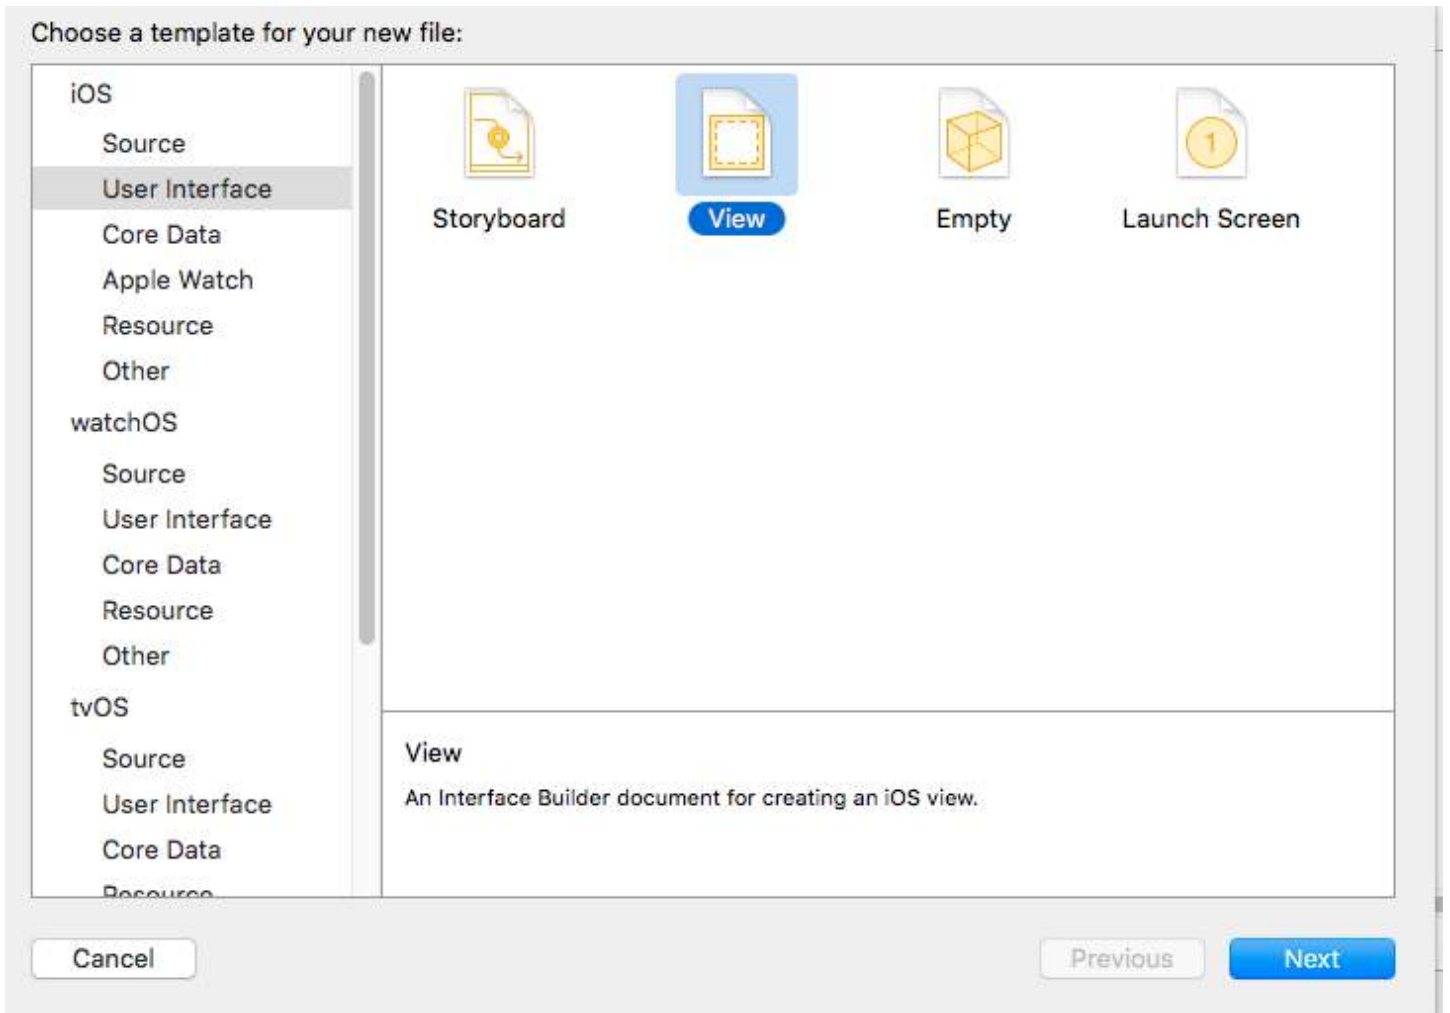 Choose a template for your new file:
iOS
Source
User Interface
Core Data
Apple Watch
Resource
Other
watchOS
Source
User Interface
Core Data
Resource
Other
tvOS
Source
User Interface
Core Data
Resource
Storyboard
View
Empty
1
Launch Screen
View
An Interface Builder document for creating an iOS view.
Cancel
Previous
Next